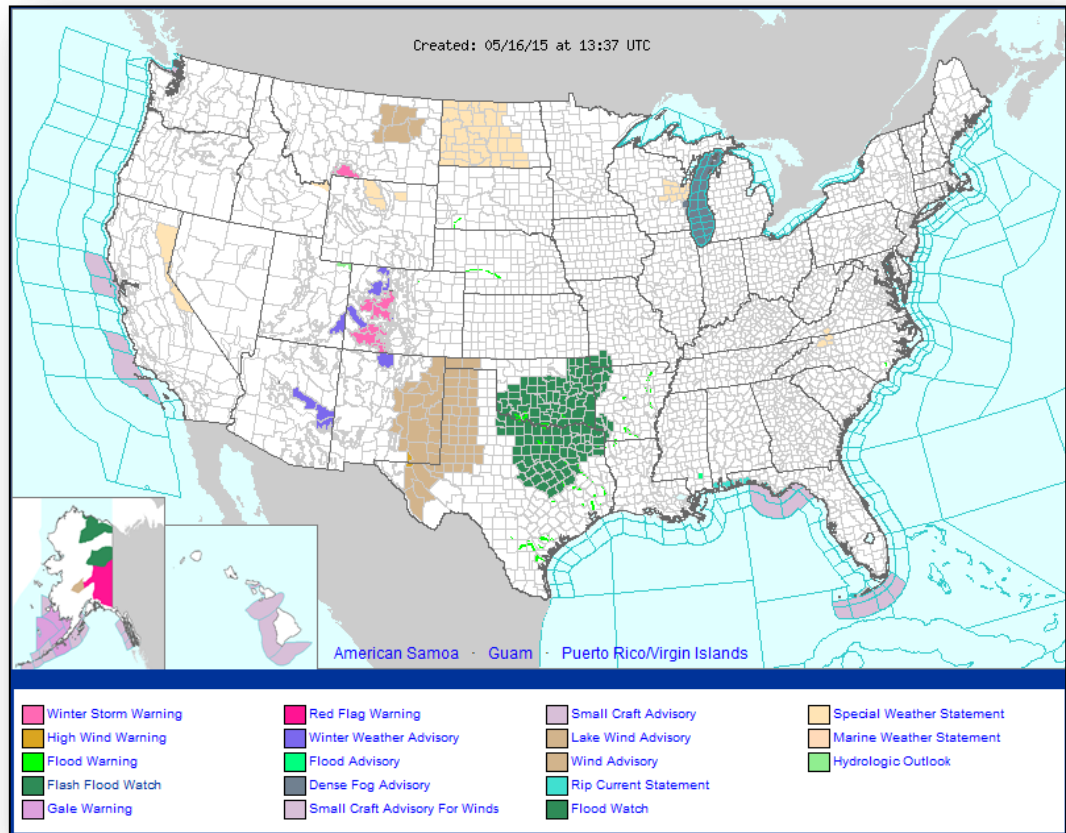 Created: 05/16/15 at 13:37 UTC
American Samoa · Guam · Puerto Rico/Virgin Islands
Winter Storm Warning
High Wind Warning
Flood Warning
Flash Flood Watch
Gale Warning
Red Flag Warning
Winter Weather Advisory
Flood Advisory
Dense Fog Advisory
Small Craft Advisory For Winds
Small Craft Advisory
Lake Wind Advisory
Wind Advisory
Rip Current Statement
Flood Watch
Special Weather Statement
Marine Weather Statement
Hydrologic Outlook